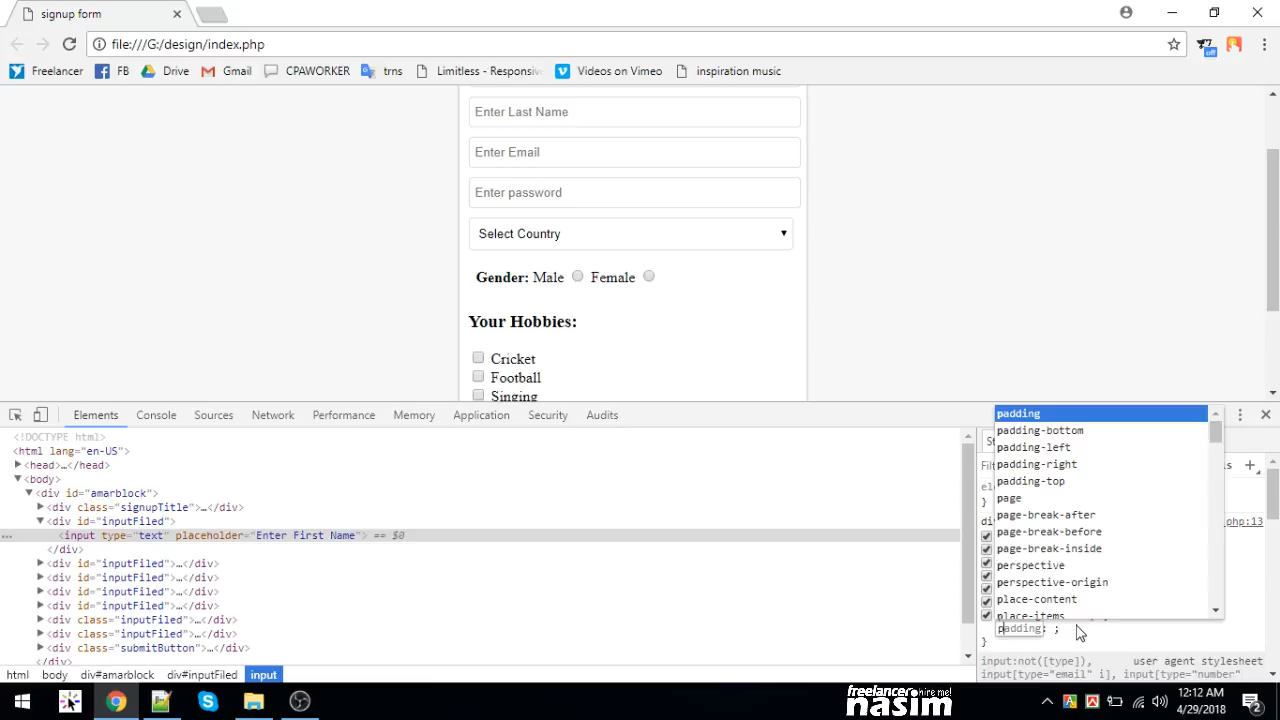 signup form
file:///G:/design/index.php
off
Freelancer
FB
Drive
Gmail
CPAWORKER
trns
Limitless - Responsiv
Videos on Vimeo
inspiration music
Enter Last Name
Enter Email
Enter password
Select Country
Gender: Male Female
Your Hobbies:
Cricket
Football
Singing
Elements Console Sources Network Performance Memory Application Security Audits
<!DOCTYPE html>
<html lang="en-US">
<head>…</head>
<body>
<div id="amarblock">
<div class="signupTitle">…</div>
<div id="inputFiled">
<input type="text" placeholder="Enter First Name"> == $0
</div>
<div id="inputFiled">…</div>
<div id="inputFiled">…</div>
<div id="inputFiled">…</div>
<div id="inputFiled">…</div>
<div id="inputFiled">…</div>
<div id="inputFiled">…</div>
<div class="submitButton">…</div>
</div>
html body div#amarblock div#inputFiled input
padding
padding-bottom
padding-left
padding-right
padding-top
page
page-break-after
page-break-before
page-break-inside
perspective
perspective-origin
place-content
place-items
padding: ;
}
.php:13
input:not([type]), user agent stylesheet
input[type="email" i], input[type="number"
freelancer hire me!
nasim
12:12 AM
4/29/2018
2